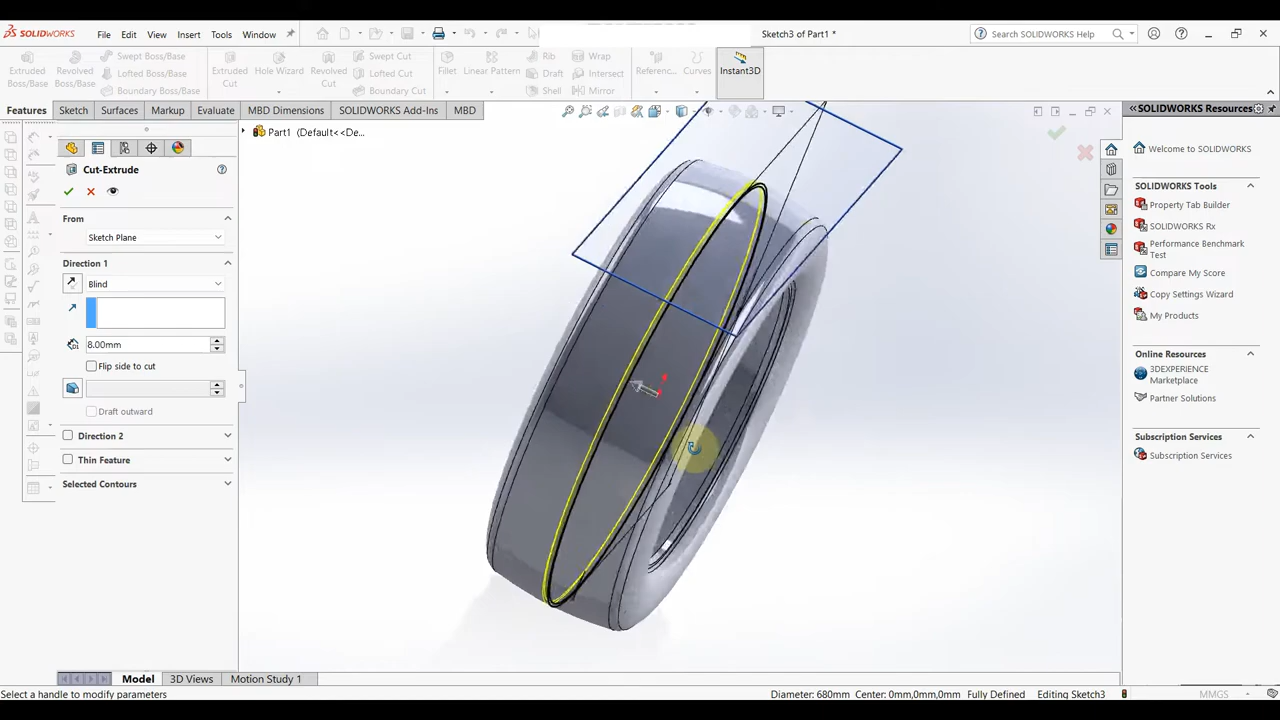 SOLIDWORKS
File
Edit
View
Insert
Tools
Window
Sketch3 of Part1 *
Search SOLIDWORKS Help
Extruded Boss/Base
Revolved Boss/Base
Swept Boss/Base
Lofted Boss/Base
Boundary Boss/Base
Extruded Cut
Hole Wizard
Revolved Cut
Swept Cut
Lofted Cut
Boundary Cut
Fillet
Linear Pattern
Rib
Draft
Shell
Wrap
Intersect
Mirror
Referenc...
Curves
Instant3D
Features
Sketch
Surfaces
Markup
Evaluate
MBD Dimensions
SOLIDWORKS Add-Ins
MBD
Part1 (Default<<De...
Cut-Extrude
From
Sketch Plane
Direction 1
Blind
8.00mm
Flip side to cut
Draft outward
Direction 2
Thin Feature
Selected Contours
SOLIDWORKS Resources
Welcome to SOLIDWORKS
SOLIDWORKS Tools
Property Tab Builder
SOLIDWORKS Rx
Performance Benchmark
Test
Compare My Score
Copy Settings Wizard
My Products
Online Resources
3DEXPERIENCE
Marketplace
Partner Solutions
Subscription Services
Subscription Services
Model
3D Views
Motion Study 1
Select a handle to modify parameters
Diameter: 680mm Center: 0mm,0mm,0mm Fully Defined
Editing Sketch3
MMGS